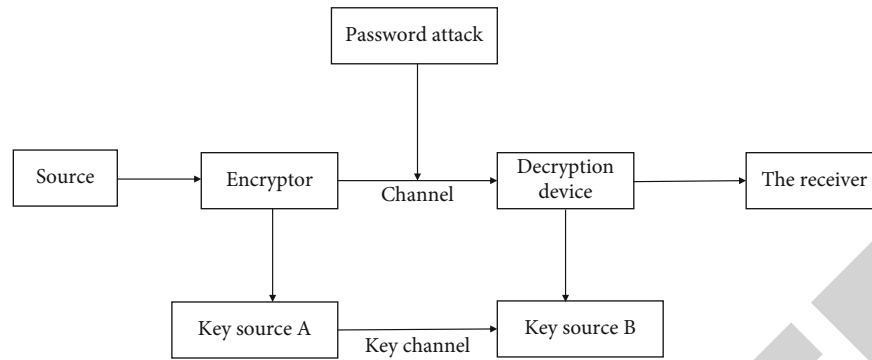 Password attack
Source
Encryptor
Channel
Decryption
device
The receiver
Key source A
Key channel
Key source B